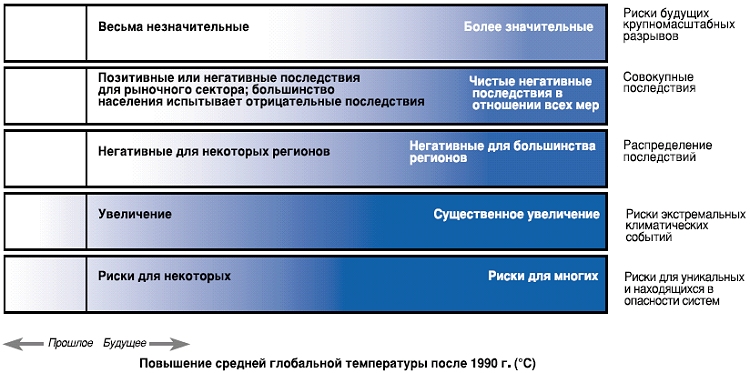 Весьма незначительные
Более значительные
Риски будущих
крупномасштабных
разрывов
Позитивные или негативные последствия
для рыночного сектора; большинство
населения испытывает отрицательные последствия
Чистые негативные
последствия в
отношении всех мер
Совокупные
последствия
Негативные для некоторых регионов
Негативные для большинства
регионов
Распределение
последствий
Увеличение
Существенное увеличение
Риски экстремальных
климатических
событий
Риски для некоторых
Риски для многих
Риски для уникальных
и находящихся в
опасности систем
Прошлое Будущее
Повышение средней глобальной температуры после 1990 г. (°C)